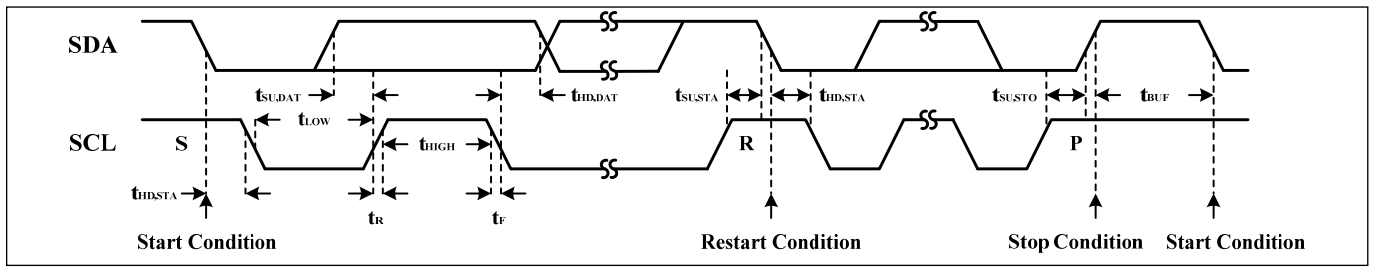 SDA
tSU,DAT
tHD,DAT
tSU,STA
tHD,STA
tSU,STO
tBUF
tLOW
SCL
S
tHIGH
R
P
tHD,STA
tR
tF
Start Condition
Restart Condition
Stop Condition
Start Condition